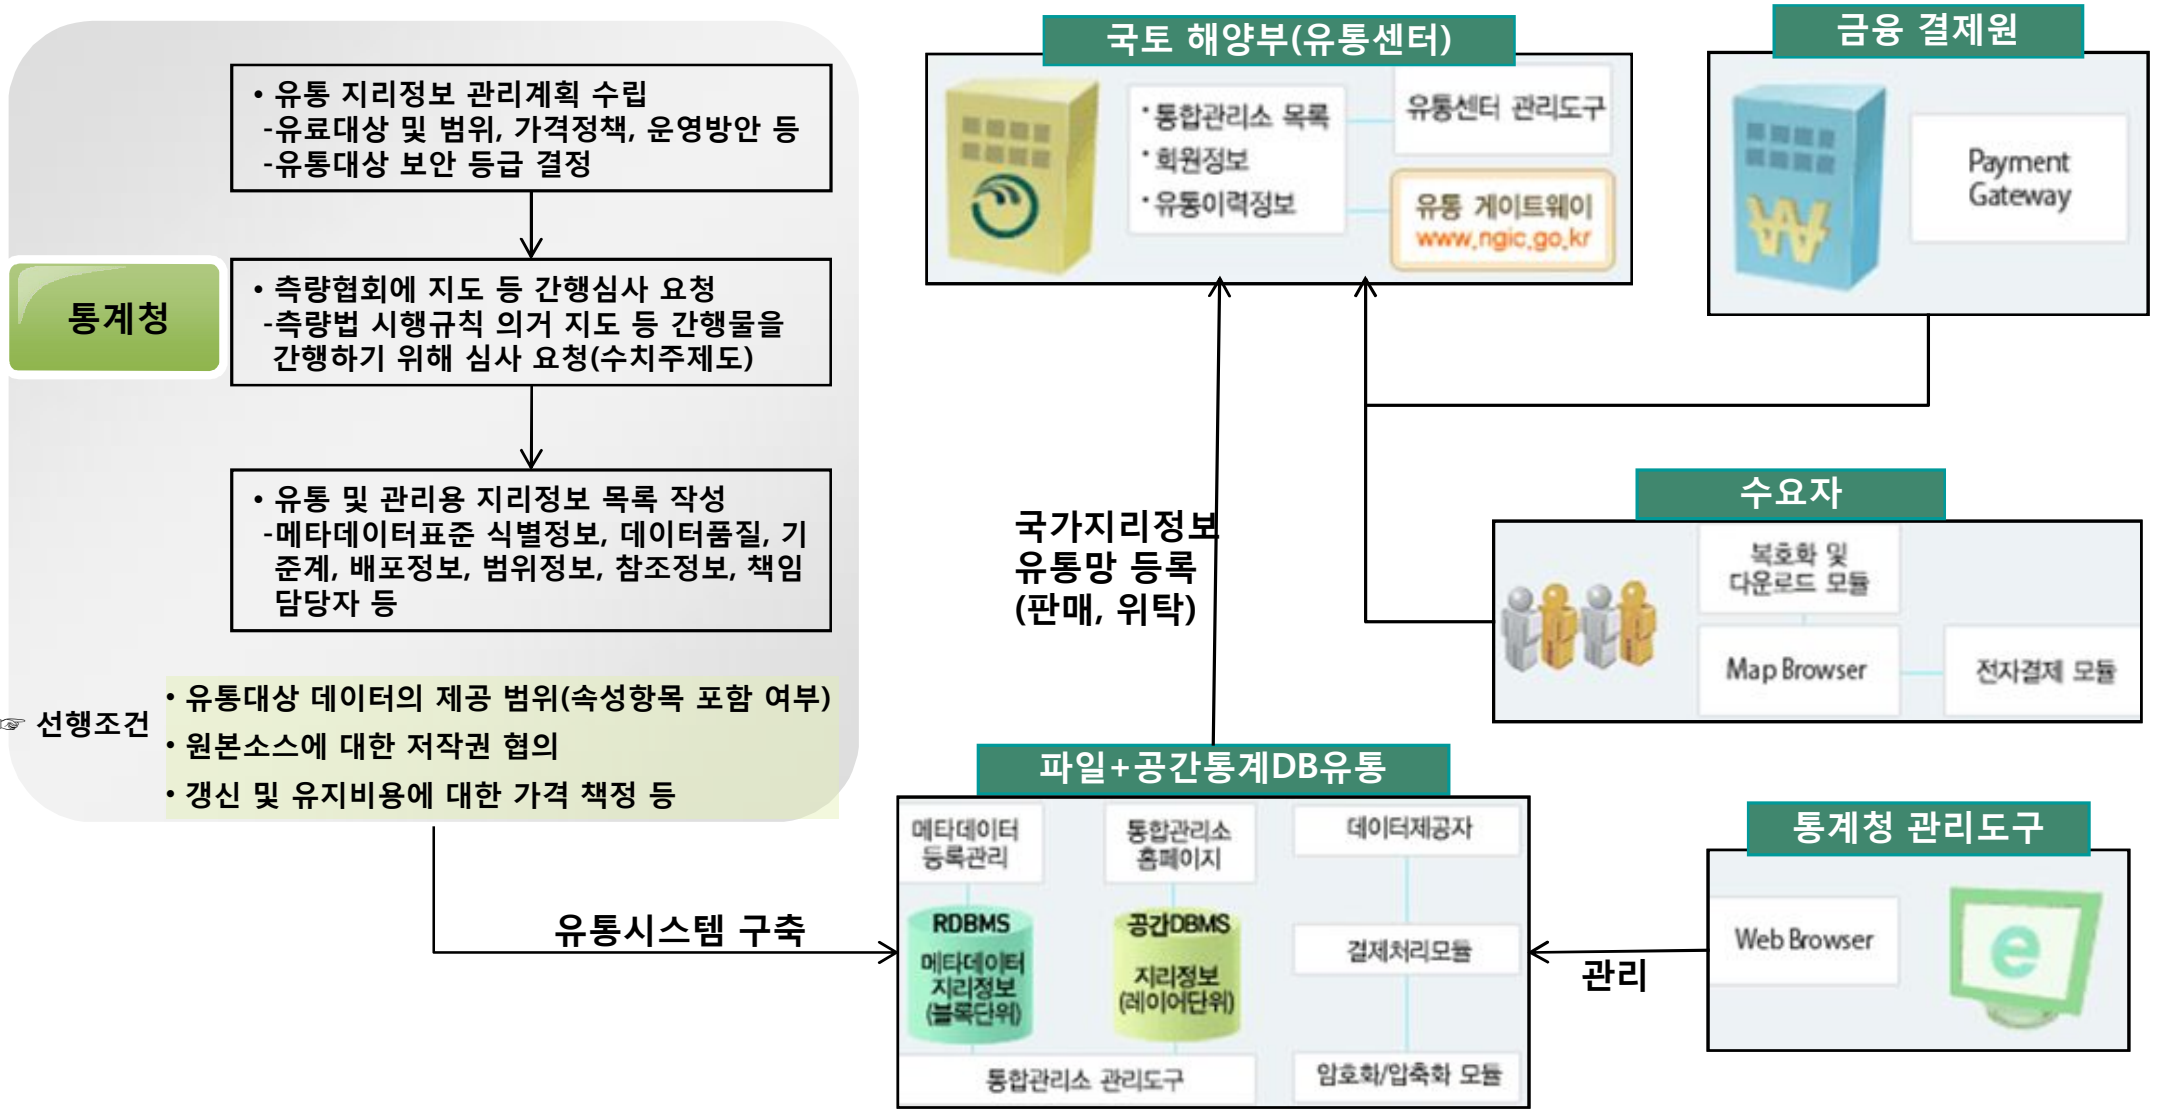 • 유통 지리정보 관리계획 수립
-유료대상 및 범위, 가격정책, 운영방안 등
-유통대상 보안 등급 결정
통계청
• 측량협회에 지도 등 간행심사 요청
-측량법 시행규칙 의거 지도 등 간행물을
간행하기 위해 심사 요청(수치주제도)
• 유통 및 관리용 지리정보 목록 작성
-메타데이터표준 식별정보, 데이터품질, 기
준계, 배포정보, 범위정보, 참조정보, 책임
담당자 등
☞ 선행조건
• 유통대상 데이터의 제공 범위(속성항목 포함 여부)
• 원본소스에 대한 저작권 협의
• 갱신 및 유지비용에 대한 가격 책정 등
유통시스템 구축
국토 해양부(유통센터)
• 통합관리소 목록
• 회원정보
• 유통이력정보
유통센터 관리도구
유통 게이트웨이
www.ngic.go.kr
금융 결제원
Payment
Gateway
국가지리정보
유통망 등록
(판매, 위탁)
수요자
복호화 및
다운로드 모듈
Map Browser
전자결제 모듈
파일+공간통계DB유통
메타데이터
등록관리
통합관리소
홈페이지
데이터제공자
RDBMS
메타데이터
지리정보
(블록단위)
공간DBMS
지리정보
(레이어단위)
결제처리모듈
통합관리소 관리도구
암호화/압축화 모듈
관리
통계청 관리도구
Web Browser
e